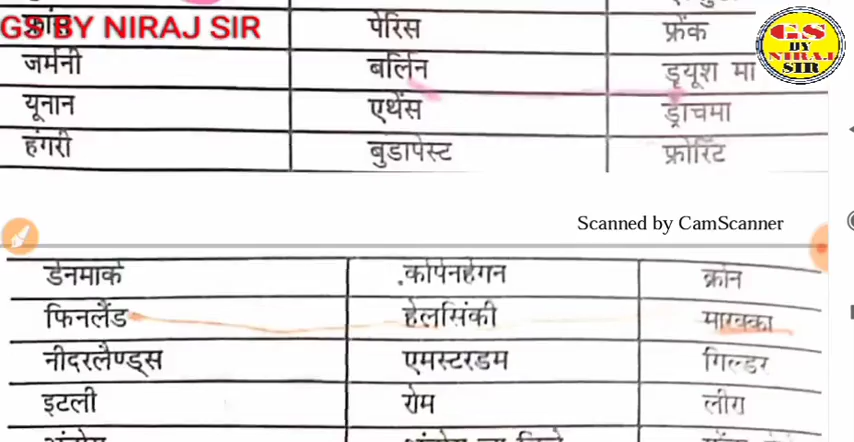 GS BY NIRAJ SIR
GS
BY
NIRAJ
SIR
फ्रांस पेरिस फ्रेंक
जर्मनी बर्लिन डृयूश मा
यूनान एथेंस ड्राचमा
हंगरी बुडापेस्ट फ्रोरिंट
Scanned by CamScanner
डेनमार्क कोपेनहेगन क्रोन
फिनलैंड हेलसिंकी मारक्का
नीदरलैण्ड्स एमस्टरडम गिल्डर
इटली रोम लीरा